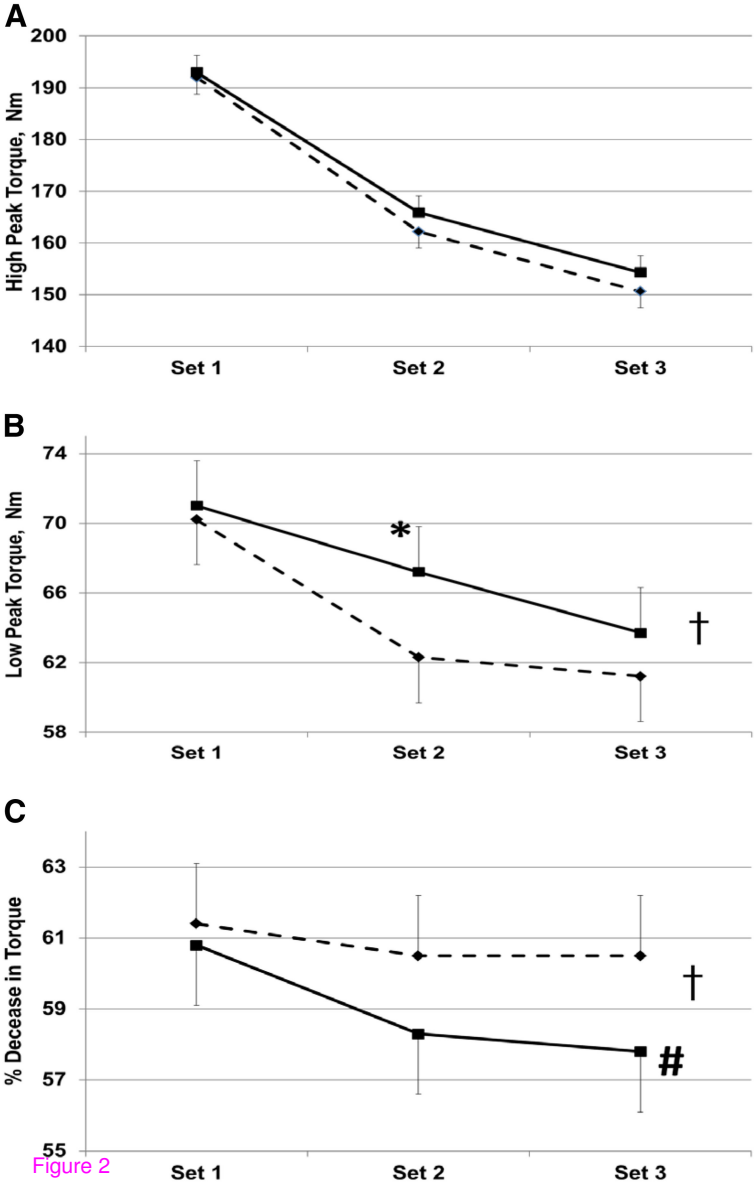 A
High Peak Torque, Nm
200
190
180
170
160
150
140
Set 1 Set 2 Set 3
B
Low Peak Torque, Nm
74
70
66
62
58
*
†
Set 1 Set 2 Set 3
C
% Decease in Torque
63
61
59
57
55
†
#
Figure 2
Set 1 Set 2 Set 3